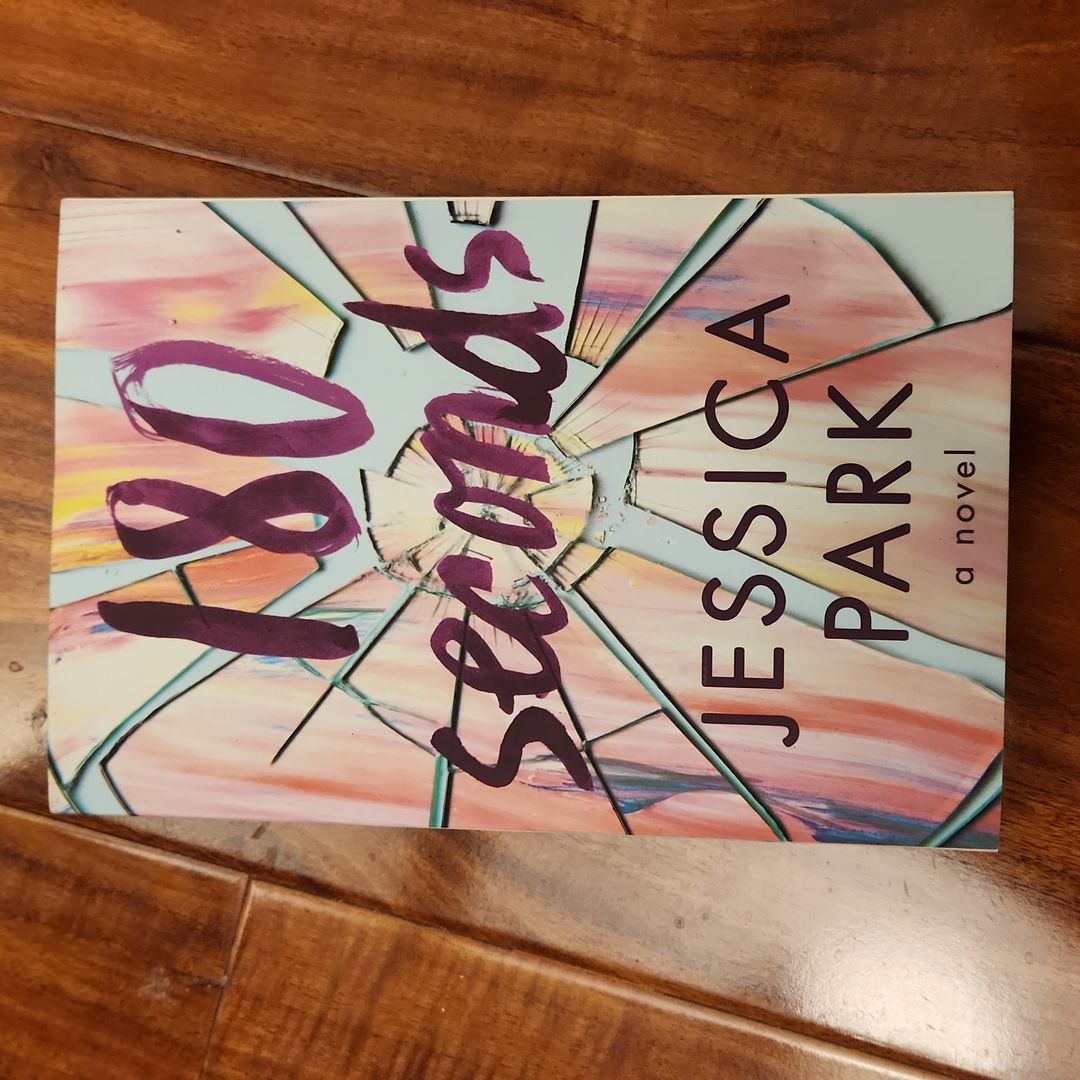 180
seconds
JESSICA
PARK
a novel